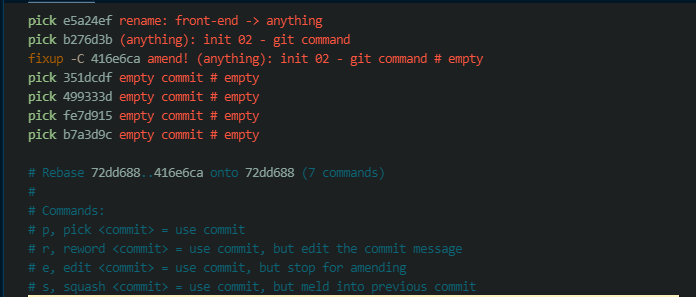 pick e5a24ef rename: front-end -> anything
pick b276d3b (anything): init 02 - git command
fixup -C 416e6ca amend! (anything): init 02 - git command # empty
pick 351dcdf empty commit # empty
pick 499333d empty commit # empty
pick fe7d915 empty commit # empty
pick b7a3d9c empty commit # empty
# Rebase 72dd688..416e6ca onto 72dd688 (7 commands)
#
# Commands:
# p, pick <commit> = use commit
# r, reword <commit> = use commit, but edit the commit message
# e, edit <commit> = use commit, but stop for amending
# s, squash <commit> = use commit, but meld into previous commit